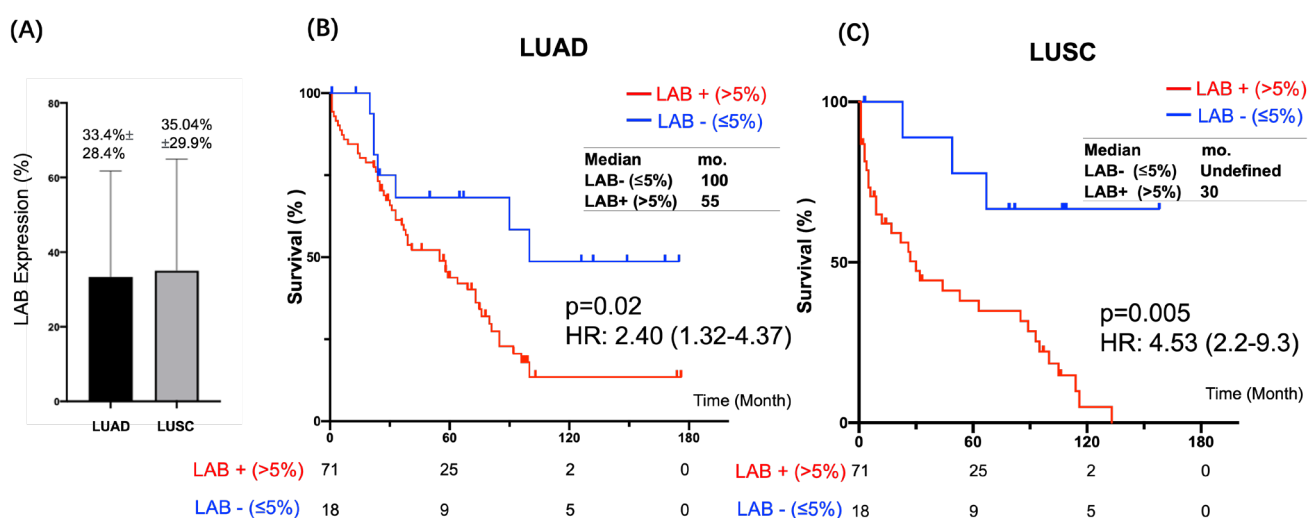 (A)
80
60
40
20
0
LAB Expression (%)
33.4%±
28.4%
35.04%
±29.9%
LUAD
LUSC
(B)
LUAD
LAB + (>5%)
LAB - (≤5%)
Median mo.
LAB- (≤5%) 100
LAB+ (>5%) 55
100
50
0
Survival (%)
p=0.02
HR: 2.40 (1.32-4.37)
Time (Month)
0 60 120 180
LAB + (>5%) 71 25 2 0
LAB - (≤5%) 18 9 5 0
(C)
LUSC
LAB + (>5%)
LAB - (≤5%)
Median mo.
LAB- (≤5%) Undefined
LAB+ (>5%) 30
100
50
0
Survival (%)
p=0.005
HR: 4.53 (2.2-9.3)
Time (Month)
0 60 120 180
LAB + (>5%) 71 25 2 0
LAB - (≤5%) 18 9 5 0